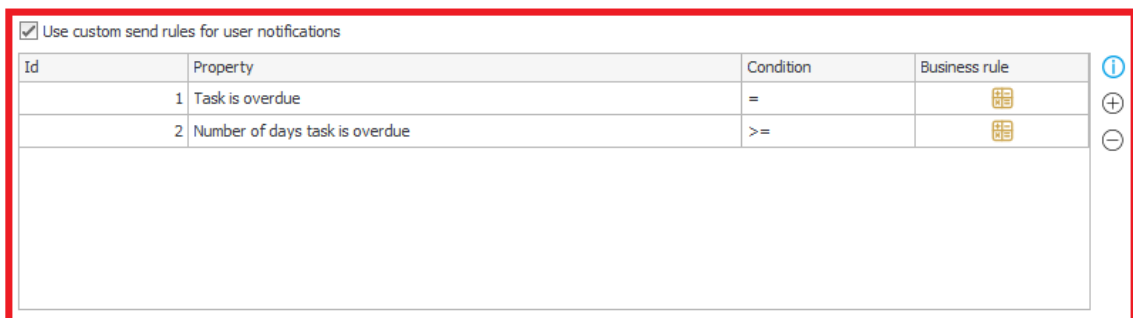 Use custom send rules for user notifications
Id Property Condition Business rule
1 Task is overdue =
2 Number of days task is overdue >=